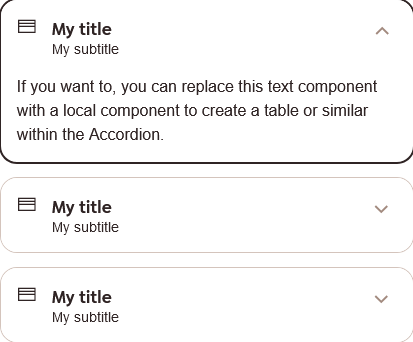 My title
My subtitle
If you want to, you can replace this text component
with a local component to create a table or similar
within the Accordion.
My title
My subtitle
My title
My subtitle